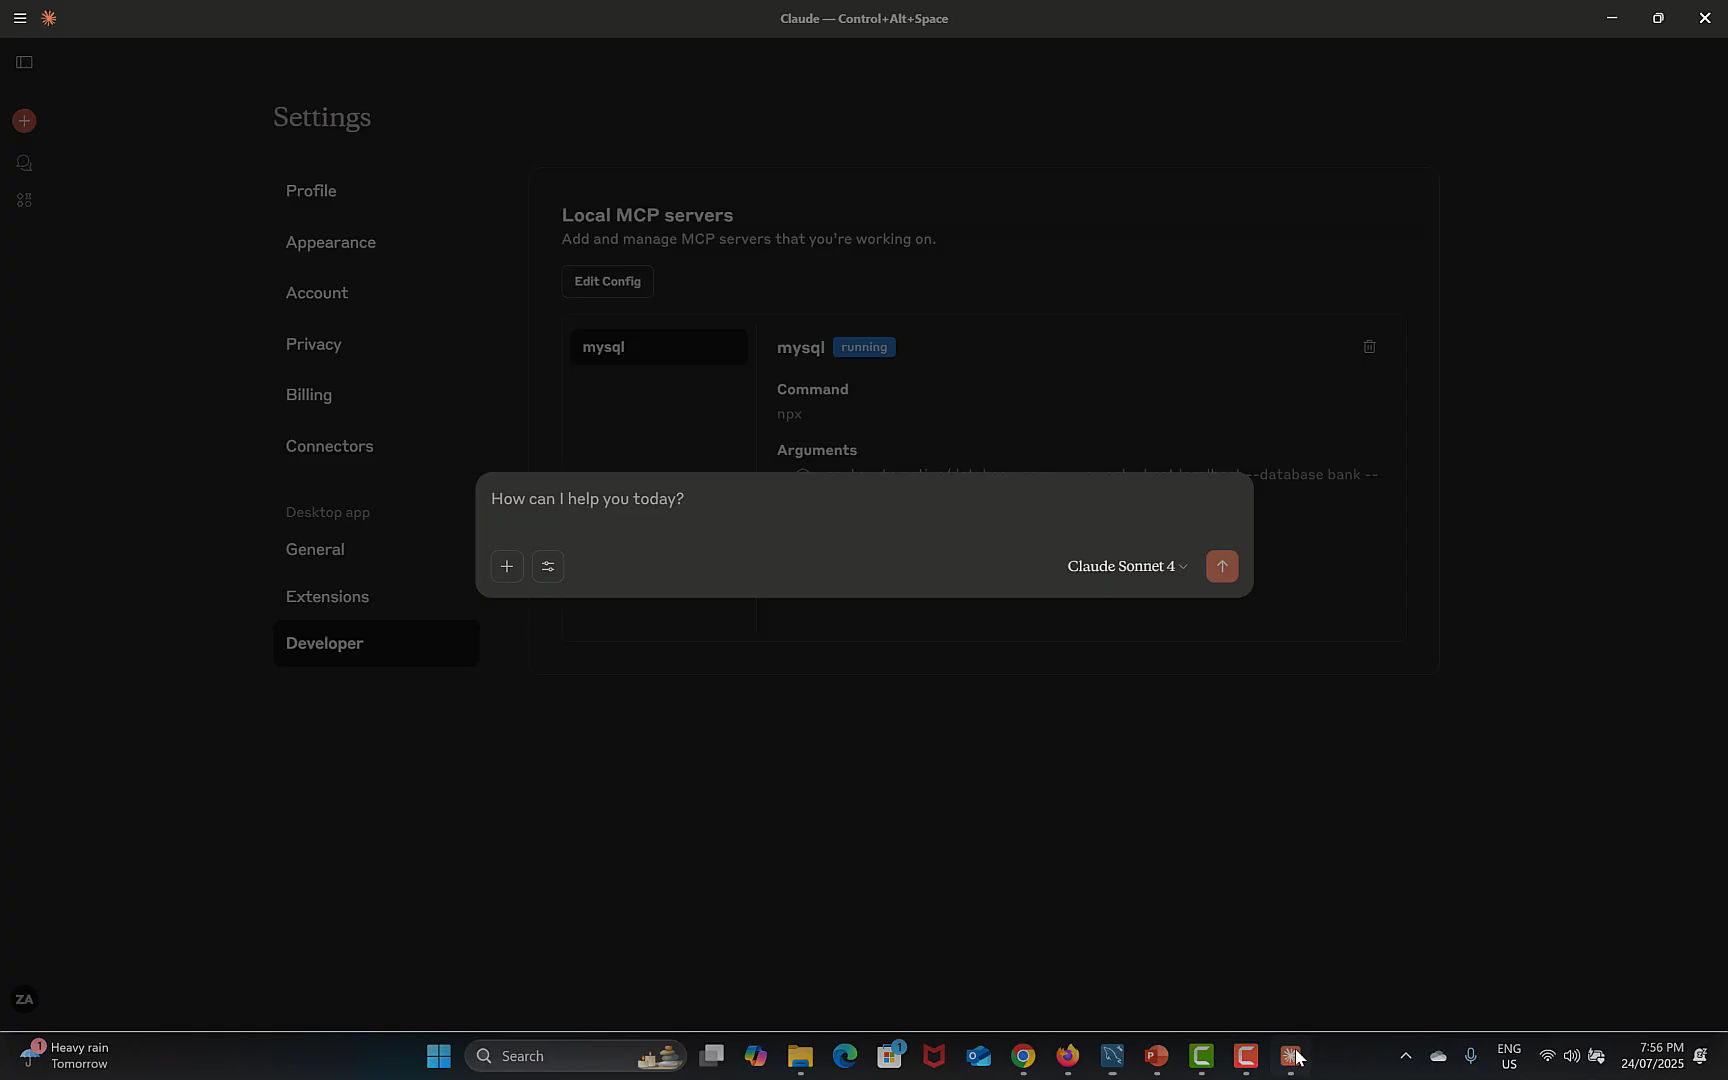 Claude — Control+Alt+Space
Settings
Profile
Appearance
Account
Privacy
Billing
Connectors
Desktop app
General
Extensions
Developer
Local MCP servers
Add and manage MCP servers that you're working on.
Edit Config
mysql
mysql running
Command
npx
Arguments
--database bank --
How can I help you today?
Claude Sonnet 4
ZA
1
Heavy rain
Tomorrow
Search
1
ENG
US
7:56 PM
24/07/2025